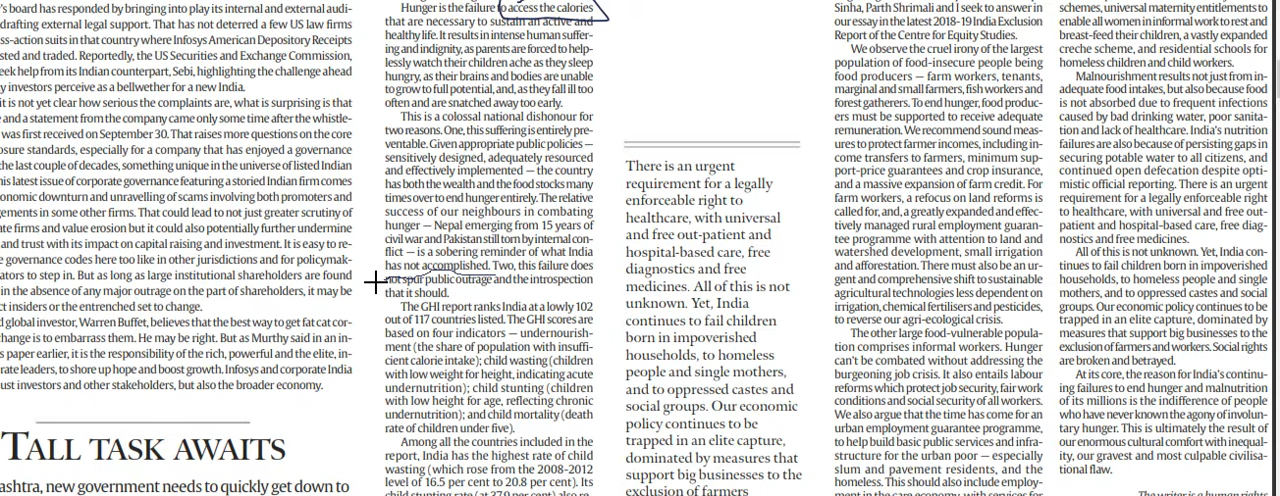 's board has responded by bringing into play its internal and external audi-
drafting external legal support. That has not deterred a few US law firms
ss-action suits in that country where Infosys American Depository Receipts
sted and traded. Reportedly, the US Securities and Exchange Commission,
eek help from its Indian counterpart, Sebi, highlighting the challenge ahead
y investors perceive as a bellwether for a new India.
it is not yet clear how serious the complaints are, what is surprising is that
e and a statement from the company came only some time after the whistle-
was first received on September 30. That raises more questions on the core
osure standards, especially for a company that has enjoyed a governance
the last couple of decades, something unique in the universe of listed Indian
his latest issue of corporate governance featuring a storied Indian firm comes
onomic downturn and unravelling of scams involving both promoters and
gements in some other firms. That could lead to not just greater scrutiny of
ate firms and value erosion but it could also potentially further undermine
and trust with its impact on capital raising and investment. It is easy to re-
e governance codes here too like in other jurisdictions and for policymak-
ators to step in. But as long as large institutional shareholders are found
in the absence of any major outrage on the part of shareholders, it may be
ct insiders or the entrenched set to change.
d global investor, Warren Buffet, believes that the best way to get fat cat cor-
hange is to embarrass them. He may be right. But as Murthy said in an in-
s paper earlier, it is the responsibility of the rich, powerful and the elite, in-
rate leaders, to shore up hope and boost growth. Infosys and corporate India
ust investors and other stakeholders, but also the broader economy.
TALL TASK AWAITS
ashtra, new government needs to quickly get down to
Hunger is the failure to access the calories
that are necessary to sustain an active and
healthy life. It results in intense human suffer-
ing and indignity, as parents are forced to help-
lessly watch their children ache as they sleep
hungry, as their brains and bodies are unable
to grow to full potential, and, as they fall ill too
often and are snatched away too early.
This is a colossal national dishonour for
two reasons. One, this suffering is entirely pre-
ventable. Given appropriate public policies —
sensitively designed, adequately resourced
and effectively implemented — the country
has both the wealth and the food stocks many
times over to end hunger entirely. The relative
success of our neighbours in combating
hunger — Nepal emerging from 15 years of
civil war and Pakistan still torn by internal con-
flict — is a sobering reminder of what India
has not accomplished. Two, this failure does
not spur public outrage and the introspection
that it should.
The GHI report ranks India at a lowly 102
out of 117 countries listed. The GHI scores are
based on four indicators — undernourish-
ment (the share of population with insuffi-
cient calorie intake); child wasting (children
with low weight for height, indicating acute
undernutrition); child stunting (children
with low height for age, reflecting chronic
undernutrition); and child mortality (death
rate of children under five).
Among all the countries included in the
report, India has the highest rate of child
wasting (which rose from the 2008-2012
level of 16.5 per cent to 20.8 per cent). Its
child stunting rate (at 37.9 per cent) also re-
There is an urgent
requirement for a legally
enforceable right to
healthcare, with universal
and free out-patient and
hospital-based care, free
diagnostics and free
medicines. All of this is not
unknown. Yet, India
continues to fail children
born in impoverished
households, to homeless
people and single mothers,
and to oppressed castes and
social groups. Our economic
policy continues to be
trapped in an elite capture,
dominated by measures that
support big businesses to the
exclusion of farmers
Sinha, Parth Shrimali and I seek to answer in
our essay in the latest 2018-19 India Exclusion
Report of the Centre for Equity Studies.
We observe the cruel irony of the largest
population of food-insecure people being
food producers — farm workers, tenants,
marginal and small farmers, fish workers and
forest gatherers. To end hunger, food produc-
ers must be supported to receive adequate
remuneration. We recommend sound meas-
ures to protect farmer incomes, including in-
come transfers to farmers, minimum sup-
port-price guarantees and crop insurance,
and a massive expansion of farm credit. For
farm workers, a refocus on land reforms is
called for, and, a greatly expanded and effec-
tively managed rural employment guaran-
tee programme with attention to land and
watershed development, small irrigation
and afforestation. There must also be an ur-
gent and comprehensive shift to sustainable
agricultural technologies less dependent on
irrigation, chemical fertilisers and pesticides,
to reverse our agri-ecological crisis.
The other large food-vulnerable popula-
tion comprises informal workers. Hunger
can't be combated without addressing the
burgeoning job crisis. It also entails labour
reforms which protect job security, fair work
conditions and social security of all workers.
We also argue that the time has come for an
urban employment guarantee programme,
to help build basic public services and infra-
structure for the urban poor — especially
slum and pavement residents, and the
homeless. This should also include employ-
ment in the care economy, with services for
schemes, universal maternity entitlements to
enable all women in informal work to rest and
breast-feed their children, a vastly expanded
creche scheme, and residential schools for
homeless children and child workers.
Malnourishment results not just from in-
adequate food intakes, but also because food
is not absorbed due to frequent infections
caused by bad drinking water, poor sanita-
tion and lack of healthcare. India's nutrition
failures are also because of persisting gaps in
securing potable water to all citizens, and
continued open defecation despite opti-
mistic official reporting. There is an urgent
requirement for a legally enforceable right
to healthcare, with universal and free out-
patient and hospital-based care, free diag-
nostics and free medicines.
All of this is not unknown. Yet, India con-
tinues to fail children born in impoverished
households, to homeless people and single
mothers, and to oppressed castes and social
groups. Our economic policy continues to be
trapped in an elite capture, dominated by
measures that support big businesses to the
exclusion of farmers and workers. Social rights
are broken and betrayed.
At its core, the reason for India's continu-
ing failures to end hunger and malnutrition
of its millions is the indifference of people
who have never known the agony of involun-
tary hunger. This is ultimately the result of
our enormous cultural comfort with inequal-
ity, our gravest and most culpable civilisa-
tional flaw.
The writer is a human rights